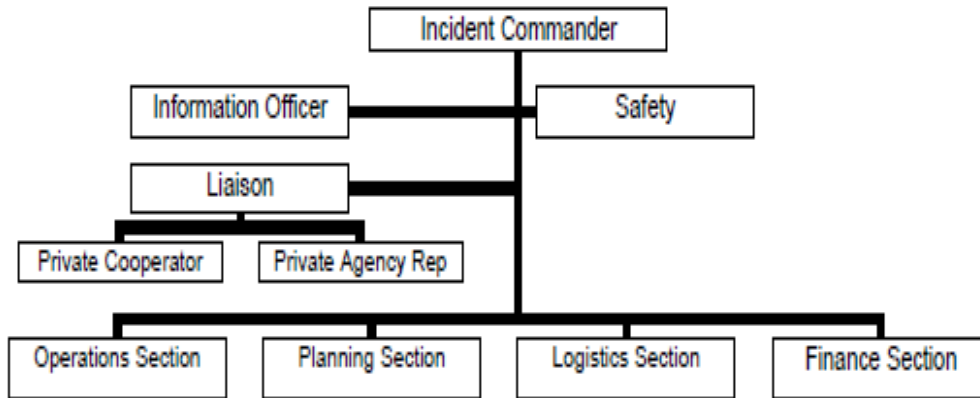 Incident Commander
Information Officer
Safety
Liaison
Private Cooperator
Private Agency Rep
Operations Section
Planning Section
Logistics Section
Finance Section